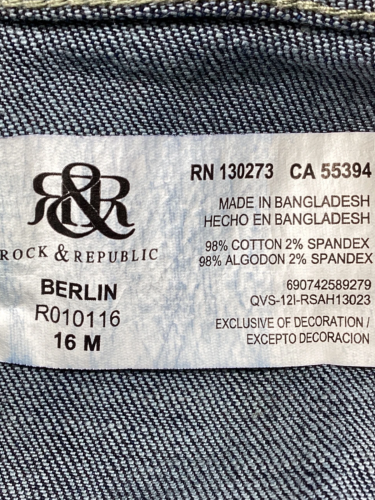 R&R
ROCK & REPUBLIC
BERLIN
R010116
16 M
RN 130273 CA 55394
MADE IN BANGLADESH
HECHO EN BANGLADESH
98% COTTON 2% SPANDEX
98% ALGODON 2% SPANDEX
690742589279
QVS-12I-RSAH13023
EXCLUSIVE OF DECORATION /
EXCEPTO DECORACION